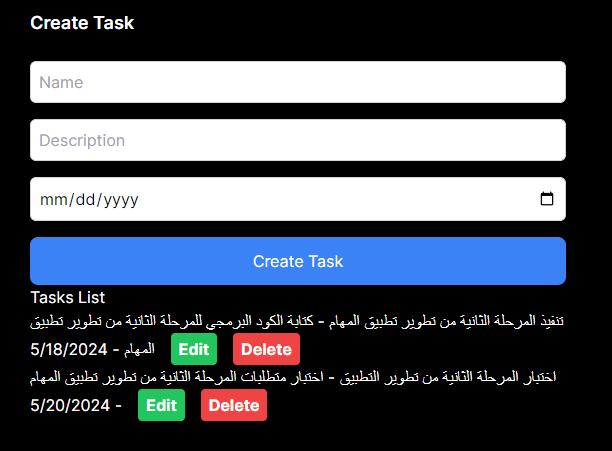 Create Task
Name
Description
mm/dd/yyyy
Create Task
Tasks List
تنفيذ المرحلة الثانية من تطوير تطبيق المهام - كتابة الكود البرمجي للمرحلة الثانية من تطوير تطبيق
المهام - 5/18/2024 Edit Delete
اختبار المرحلة الثانية من تطوير التطبيق - اختبار متطلبات المرحلة الثانية من تطوير تطبيق المهام
- 5/20/2024 Edit Delete